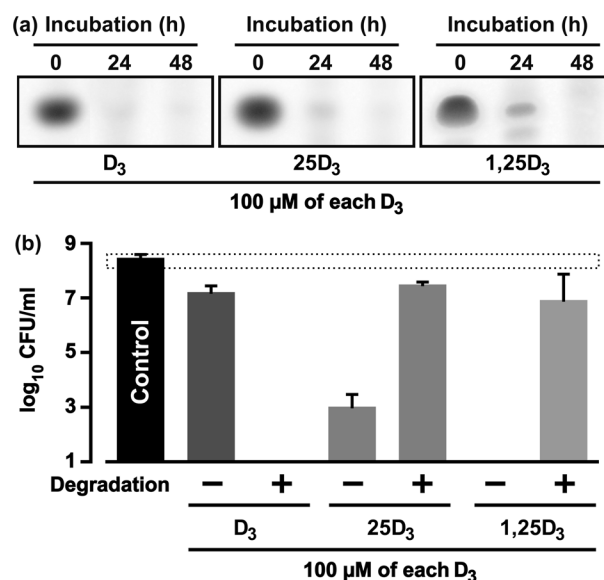 (a) Incubation (h) Incubation (h) Incubation (h)
0 24 48 0 24 48 0 24 48
D₃ 25D₃ 1,25D₃
100 µM of each D₃
(b)
log₁₀ CFU/ml
9
7
5
3
1
Control
Degradation − + − + − +
D₃ 25D₃ 1,25D₃
100 µM of each D₃